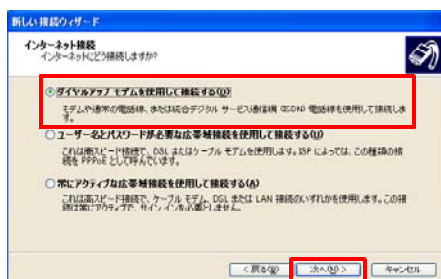 新しい接続ウィザード
インターネット接続
インターネットにどう接続しますか?
ダイヤルアップ モデムを使用して接続する(D)
モデムや通常の電話線、または統合デジタル サービス通信網 (ISDN) 電話線を使用して接続しま
す。
ユーザー名とパスワードが必要な広帯域接続を使用して接続する(U)
これは高スピード接続で、DSL またはケーブル モデムを使用します。ISP によっては、この種類の接
続を PPPoE として呼んでいます。
常にアクティブな広帯域接続を使用して接続する(A)
これは高スピード接続で、ケーブル モデム、DSL または LAN 接続のいずれかを使用します。この接
続は常にアクティブで、サイン インを必要としません。
< 戻る(B) 次へ(N) > キャンセル